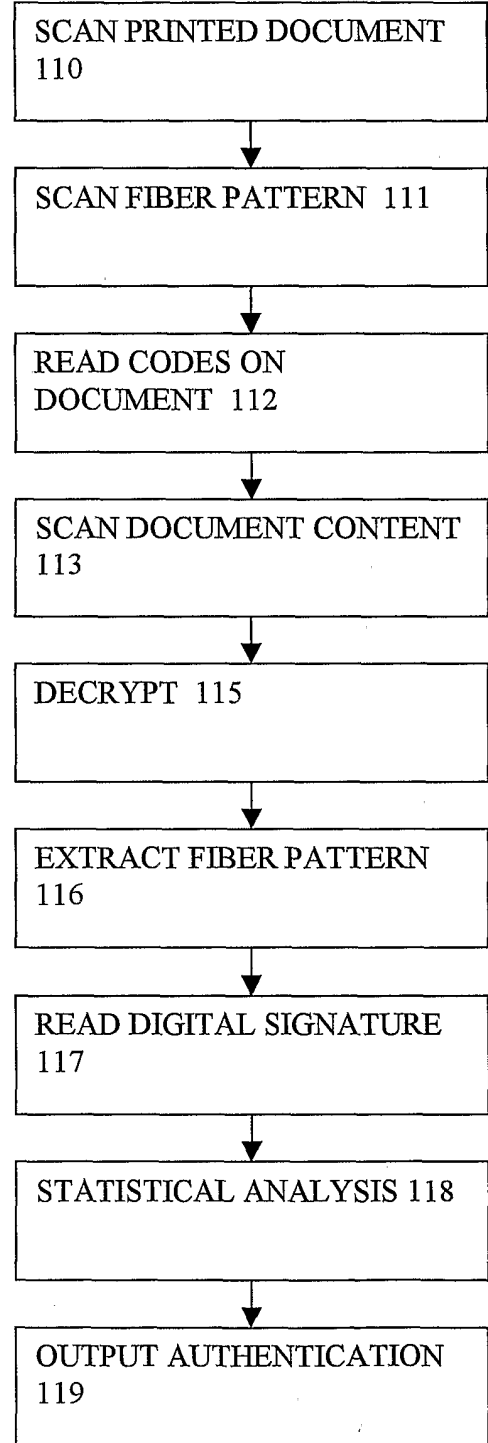 SCAN PRINTED DOCUMENT
110
SCAN FIBER PATTERN 111
READ CODES ON
DOCUMENT 112
SCAN DOCUMENT CONTENT
113
DECRYPT 115
EXTRACT FIBER PATTERN
116
READ DIGITAL SIGNATURE
117
STATISTICAL ANALYSIS 118
OUTPUT AUTHENTICATION
119